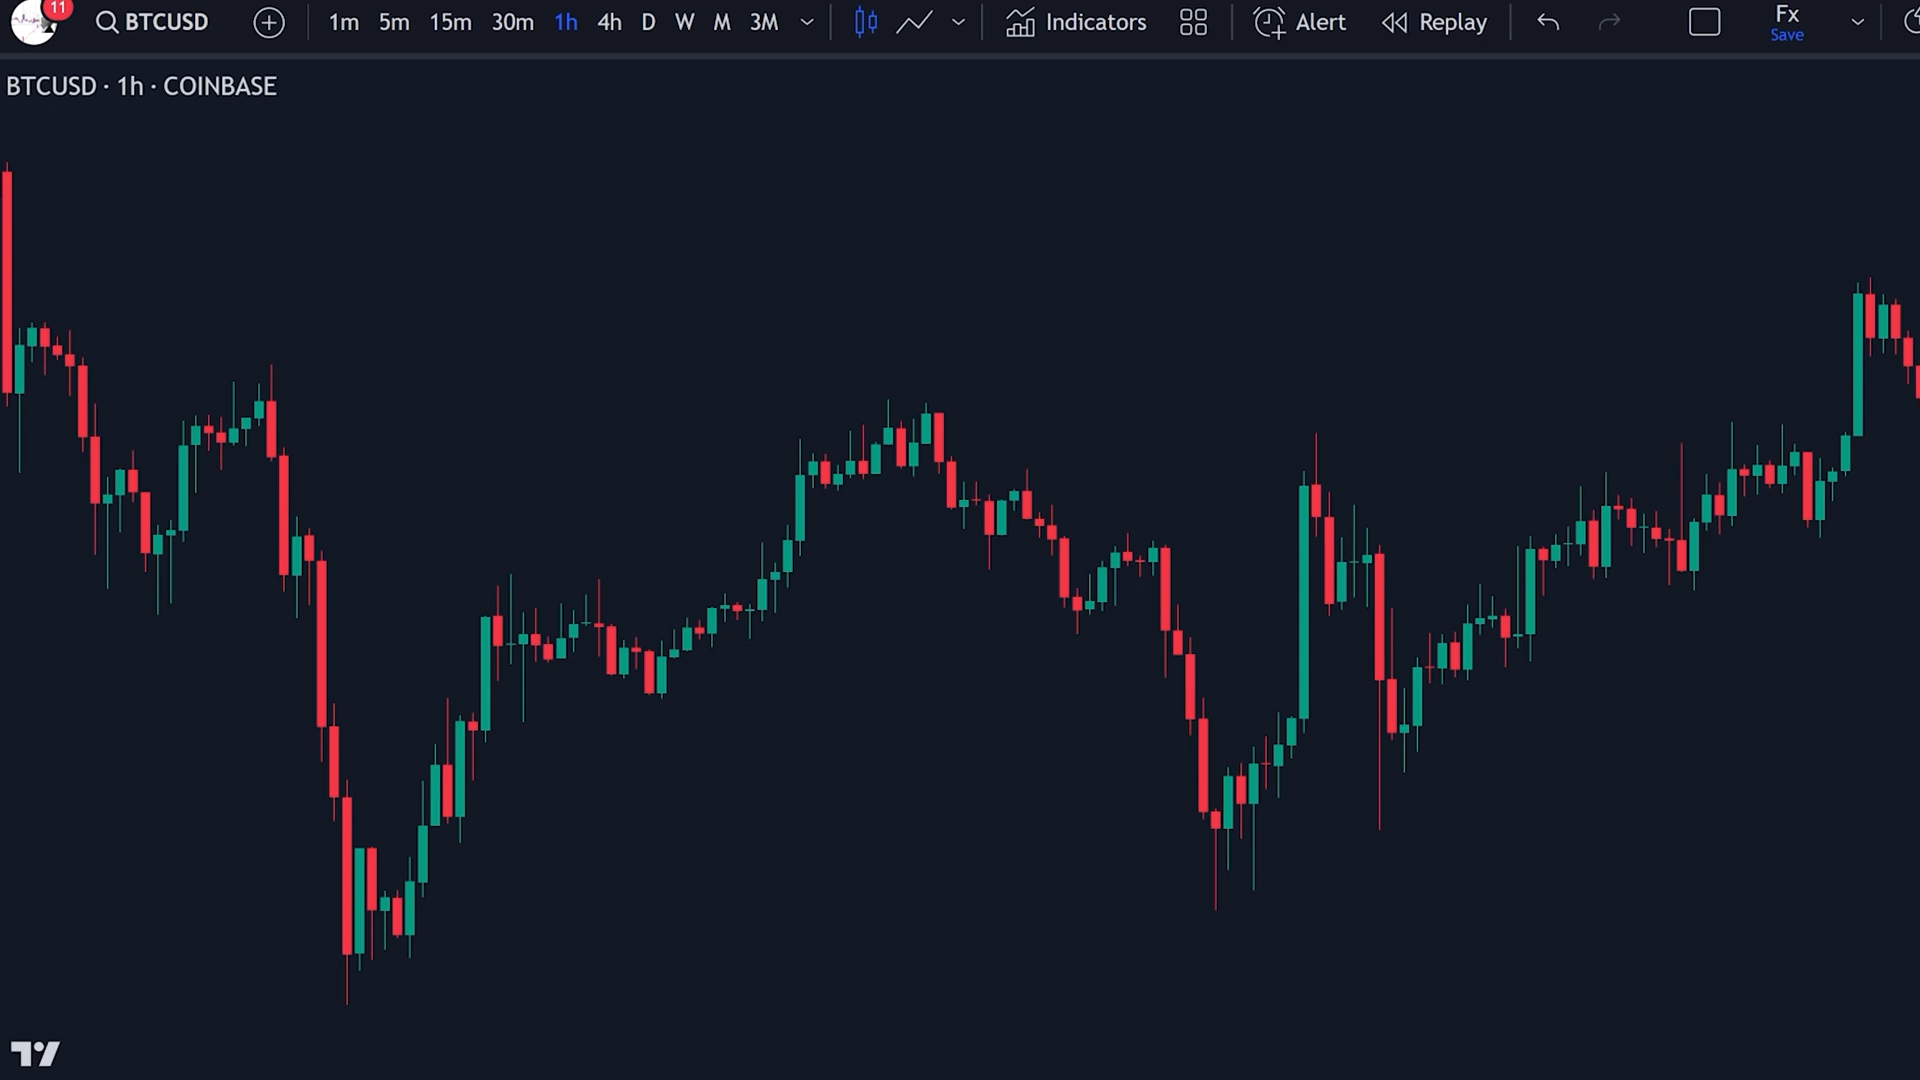 11
BTCUSD 1m 5m 15m 30m 1h 4h D W M 3M Indicators Alert Replay Fx
Save
BTCUSD · 1h · COINBASE